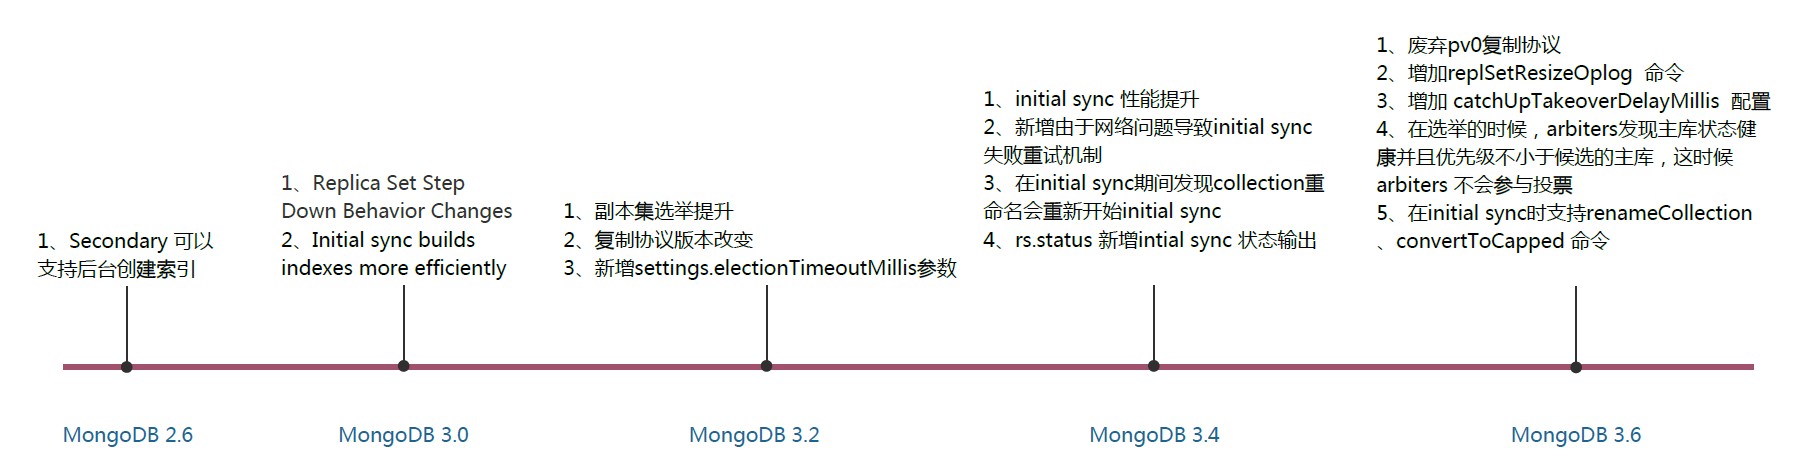 1、Secondary 可以
支持后台创建索引
1、Replica Set Step
Down Behavior Changes
2、Initial sync builds
indexes more efficiently
1、副本集选举提升
2、复制协议版本改变
3、新增settings.electionTimeoutMillis参数
1、initial sync 性能提升
2、新增由于网络问题导致initial sync
失败重试机制
3、在initial sync期间发现collection重
命名会重新开始initial sync
4、rs.status 新增intial sync 状态输出
1、废弃pv0复制协议
2、增加replSetResizeOplog 命令
3、增加 catchUpTakeoverDelayMillis 配置
4、在选举的时候，arbiters发现主库状态健
康并且优先级不小于候选的主库，这时候
arbiters 不会参与投票
5、在initial sync时支持renameCollection
、convertToCapped 命令
MongoDB 2.6
MongoDB 3.0
MongoDB 3.2
MongoDB 3.4
MongoDB 3.6